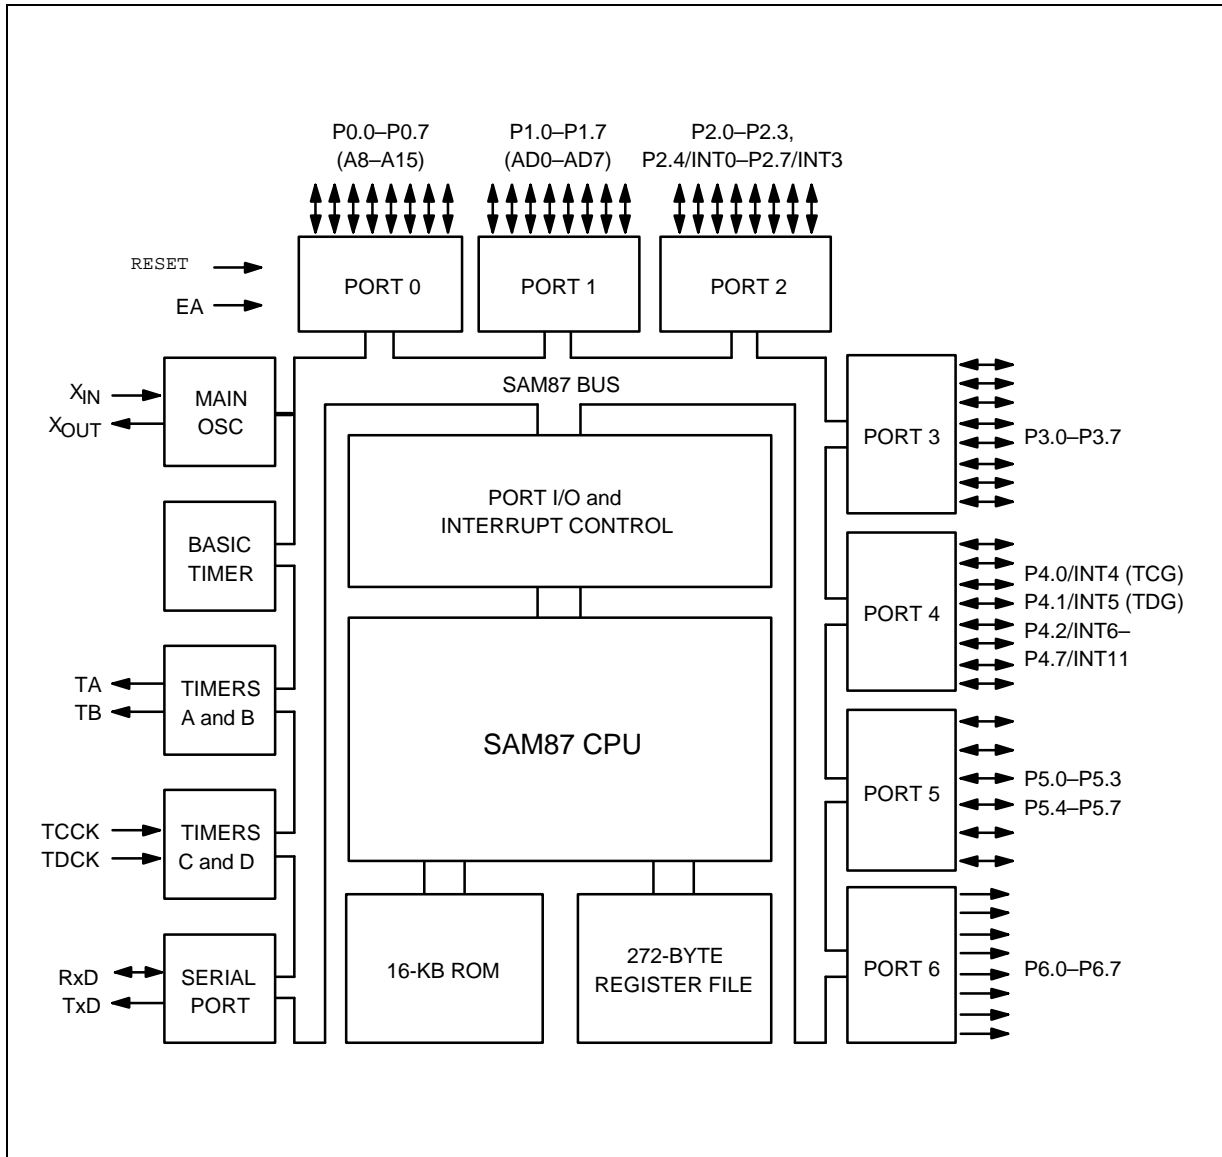 P0.0–P0.7
(A8–A15)
P1.0–P1.7
(AD0–AD7)
P2.0–P2.3,
P2.4/INT0–P2.7/INT3
RESET
EA
PORT 0
PORT 1
PORT 2
XIN
XOUT
MAIN
OSC
SAM87 BUS
PORT 3
P3.0–P3.7
PORT I/O and
INTERRUPT CONTROL
BASIC
TIMER
PORT 4
P4.0/INT4 (TCG)
P4.1/INT5 (TDG)
P4.2/INT6–
P4.7/INT11
TA
TB
TIMERS
A and B
SAM87 CPU
PORT 5
P5.0–P5.3
P5.4–P5.7
TCCK
TDCK
TIMERS
C and D
RxD
TxD
SERIAL
PORT
16-KB ROM
272-BYTE
REGISTER FILE
PORT 6
P6.0–P6.7